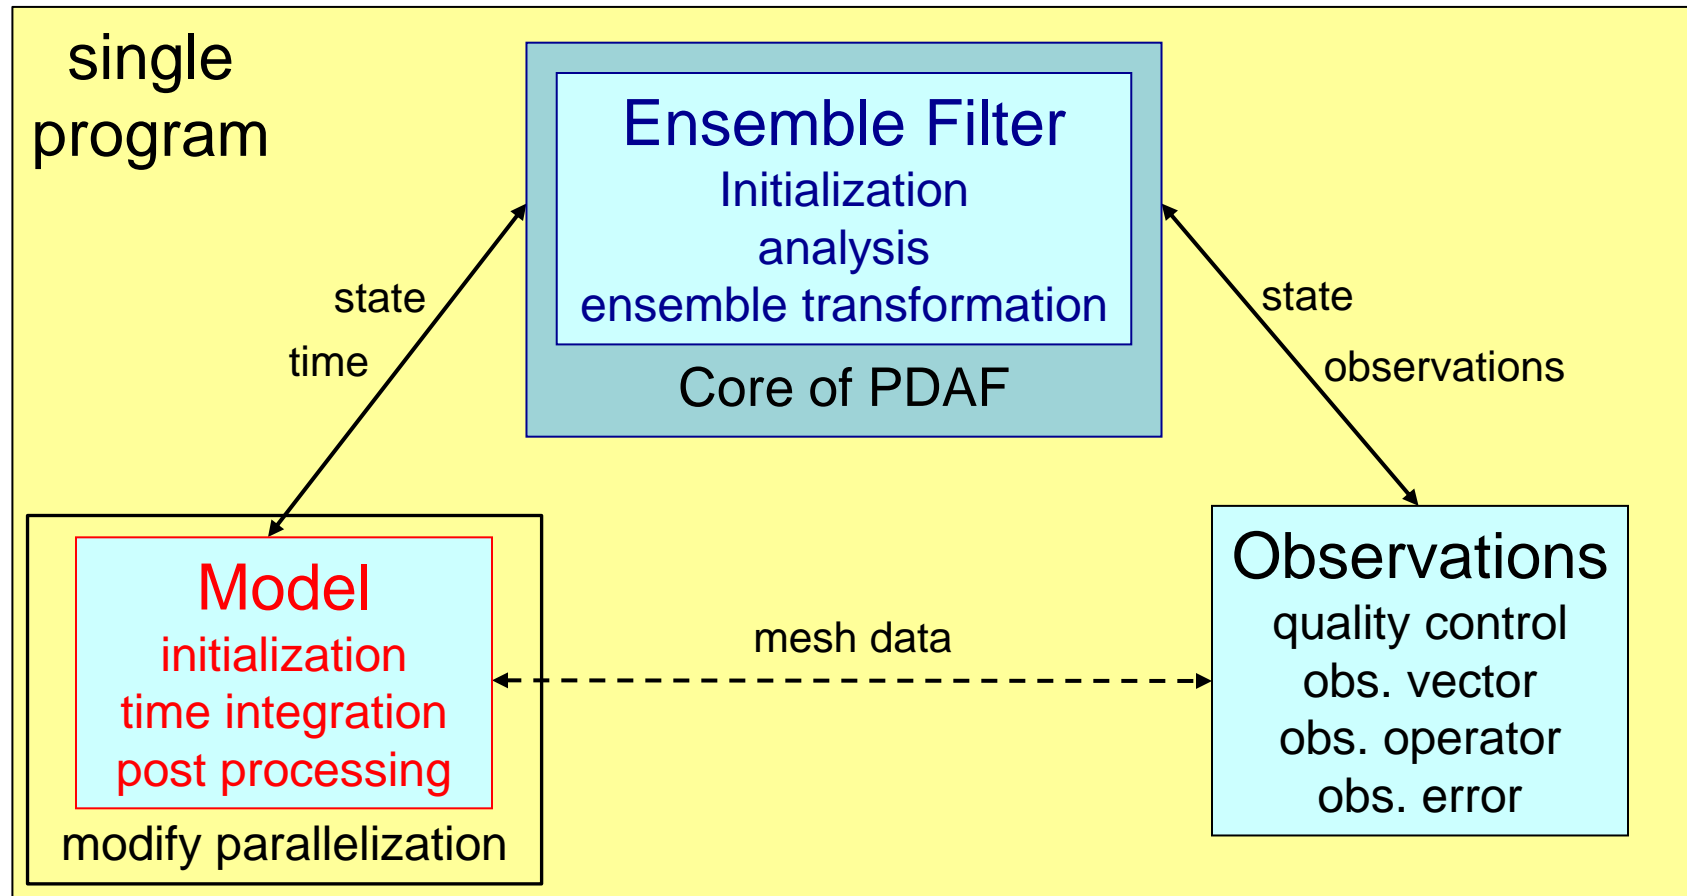 single
program
Ensemble Filter
Initialization
analysis
ensemble transformation
Core of PDAF
state
time
state
observations
Model
initialization
time integration
post processing
modify parallelization
mesh data
Observations
quality control
obs. vector
obs. operator
obs. error